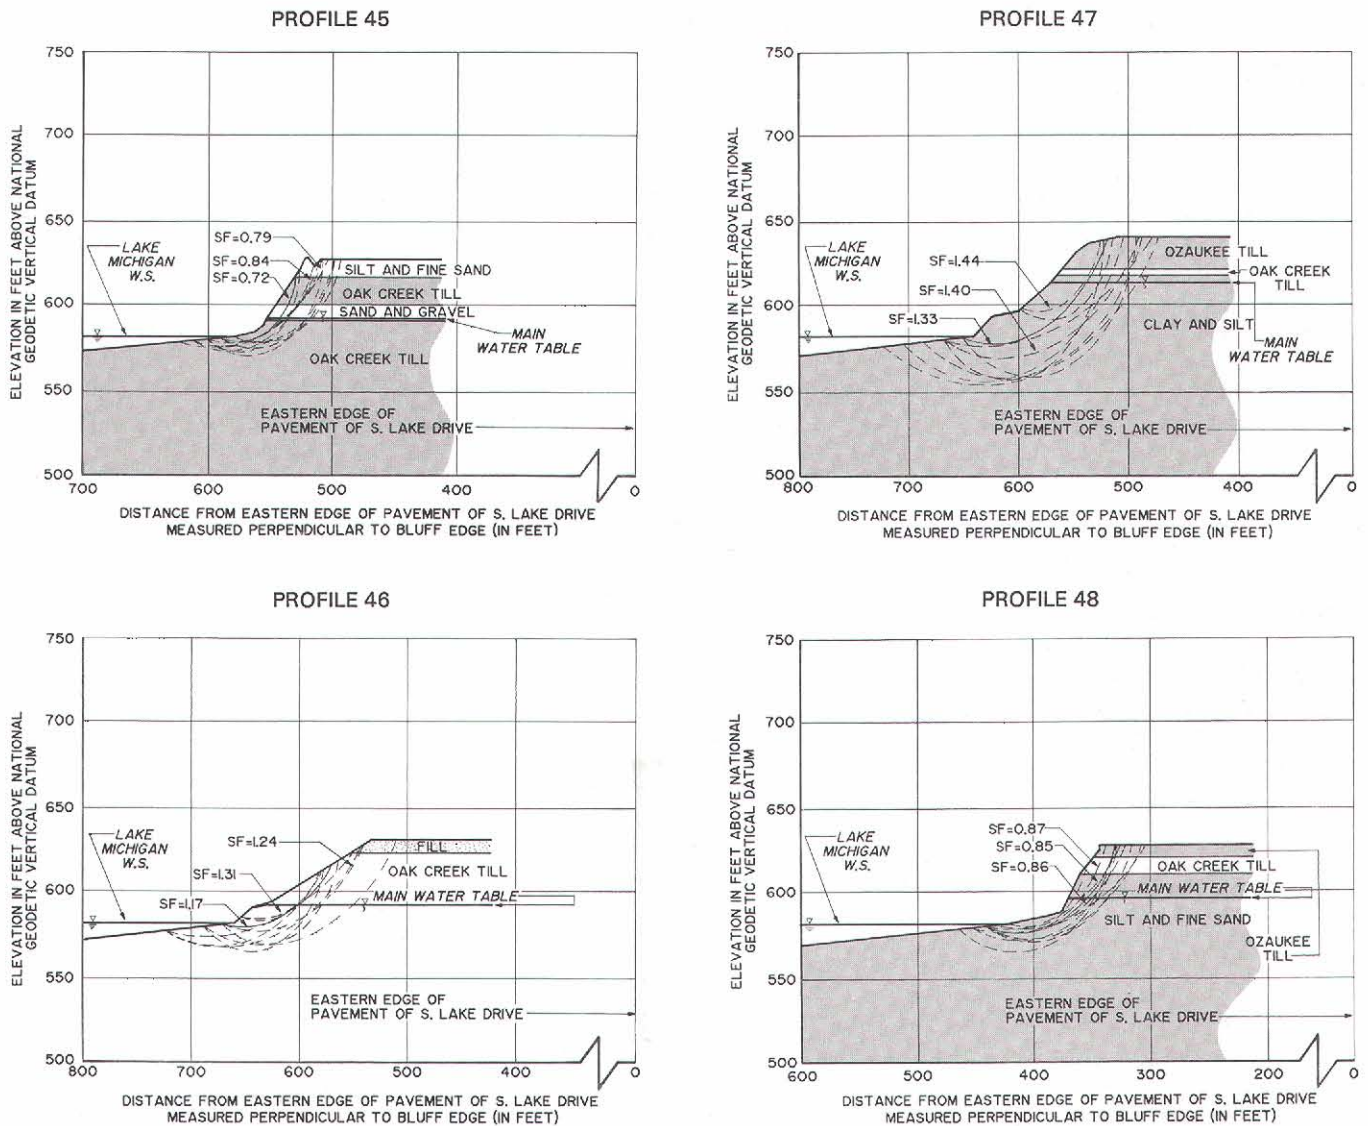 PROFILE 45
750
700
650
600
550
500
ELEVATION IN FEET ABOVE NATIONAL
GEODETIC VERTICAL DATUM
LAKE
MICHIGAN
W.S.
SF=0.79
SF=0.84
SF=0.72
SILT AND FINE SAND
OAK CREEK TILL
SAND AND GRAVEL
MAIN
WATER TABLE
OAK CREEK TILL
EASTERN EDGE OF
PAVEMENT OF S. LAKE DRIVE
700
600
500
400
0
DISTANCE FROM EASTERN EDGE OF PAVEMENT OF S. LAKE DRIVE
MEASURED PERPENDICULAR TO BLUFF EDGE (IN FEET)
PROFILE 47
750
700
650
600
550
500
ELEVATION IN FEET ABOVE NATIONAL
GEODETIC VERTICAL DATUM
LAKE
MICHIGAN
W.S.
SF=1.44
SF=1.40
SF=1.33
OZAUKEE TILL
OAK CREEK
TILL
CLAY AND SILT
MAIN
WATER TABLE
EASTERN EDGE OF
PAVEMENT OF S. LAKE DRIVE
800
700
600
500
400
0
DISTANCE FROM EASTERN EDGE OF PAVEMENT OF S. LAKE DRIVE
MEASURED PERPENDICULAR TO BLUFF EDGE (IN FEET)
PROFILE 46
750
700
650
600
550
500
ELEVATION IN FEET ABOVE NATIONAL
GEODETIC VERTICAL DATUM
LAKE
MICHIGAN
W.S.
SF=1.24
SF=1.31
SF=1.17
FILL
OAK CREEK TILL
MAIN WATER TABLE
EASTERN EDGE OF
PAVEMENT OF S. LAKE DRIVE
800
700
600
500
400
0
DISTANCE FROM EASTERN EDGE OF PAVEMENT OF S. LAKE DRIVE
MEASURED PERPENDICULAR TO BLUFF EDGE (IN FEET)
PROFILE 48
750
700
650
600
550
500
ELEVATION IN FEET ABOVE NATIONAL
GEODETIC VERTICAL DATUM
LAKE
MICHIGAN
W.S.
SF=0.87
SF=0.85
SF=0.86
OAK CREEK TILL
MAIN WATER TABLE
SILT AND FINE SAND
OZAUKEE
TILL
EASTERN EDGE OF
PAVEMENT OF S. LAKE DRIVE
600
500
400
300
200
0
DISTANCE FROM EASTERN EDGE OF PAVEMENT OF S. LAKE DRIVE
MEASURED PERPENDICULAR TO BLUFF EDGE (IN FEET)